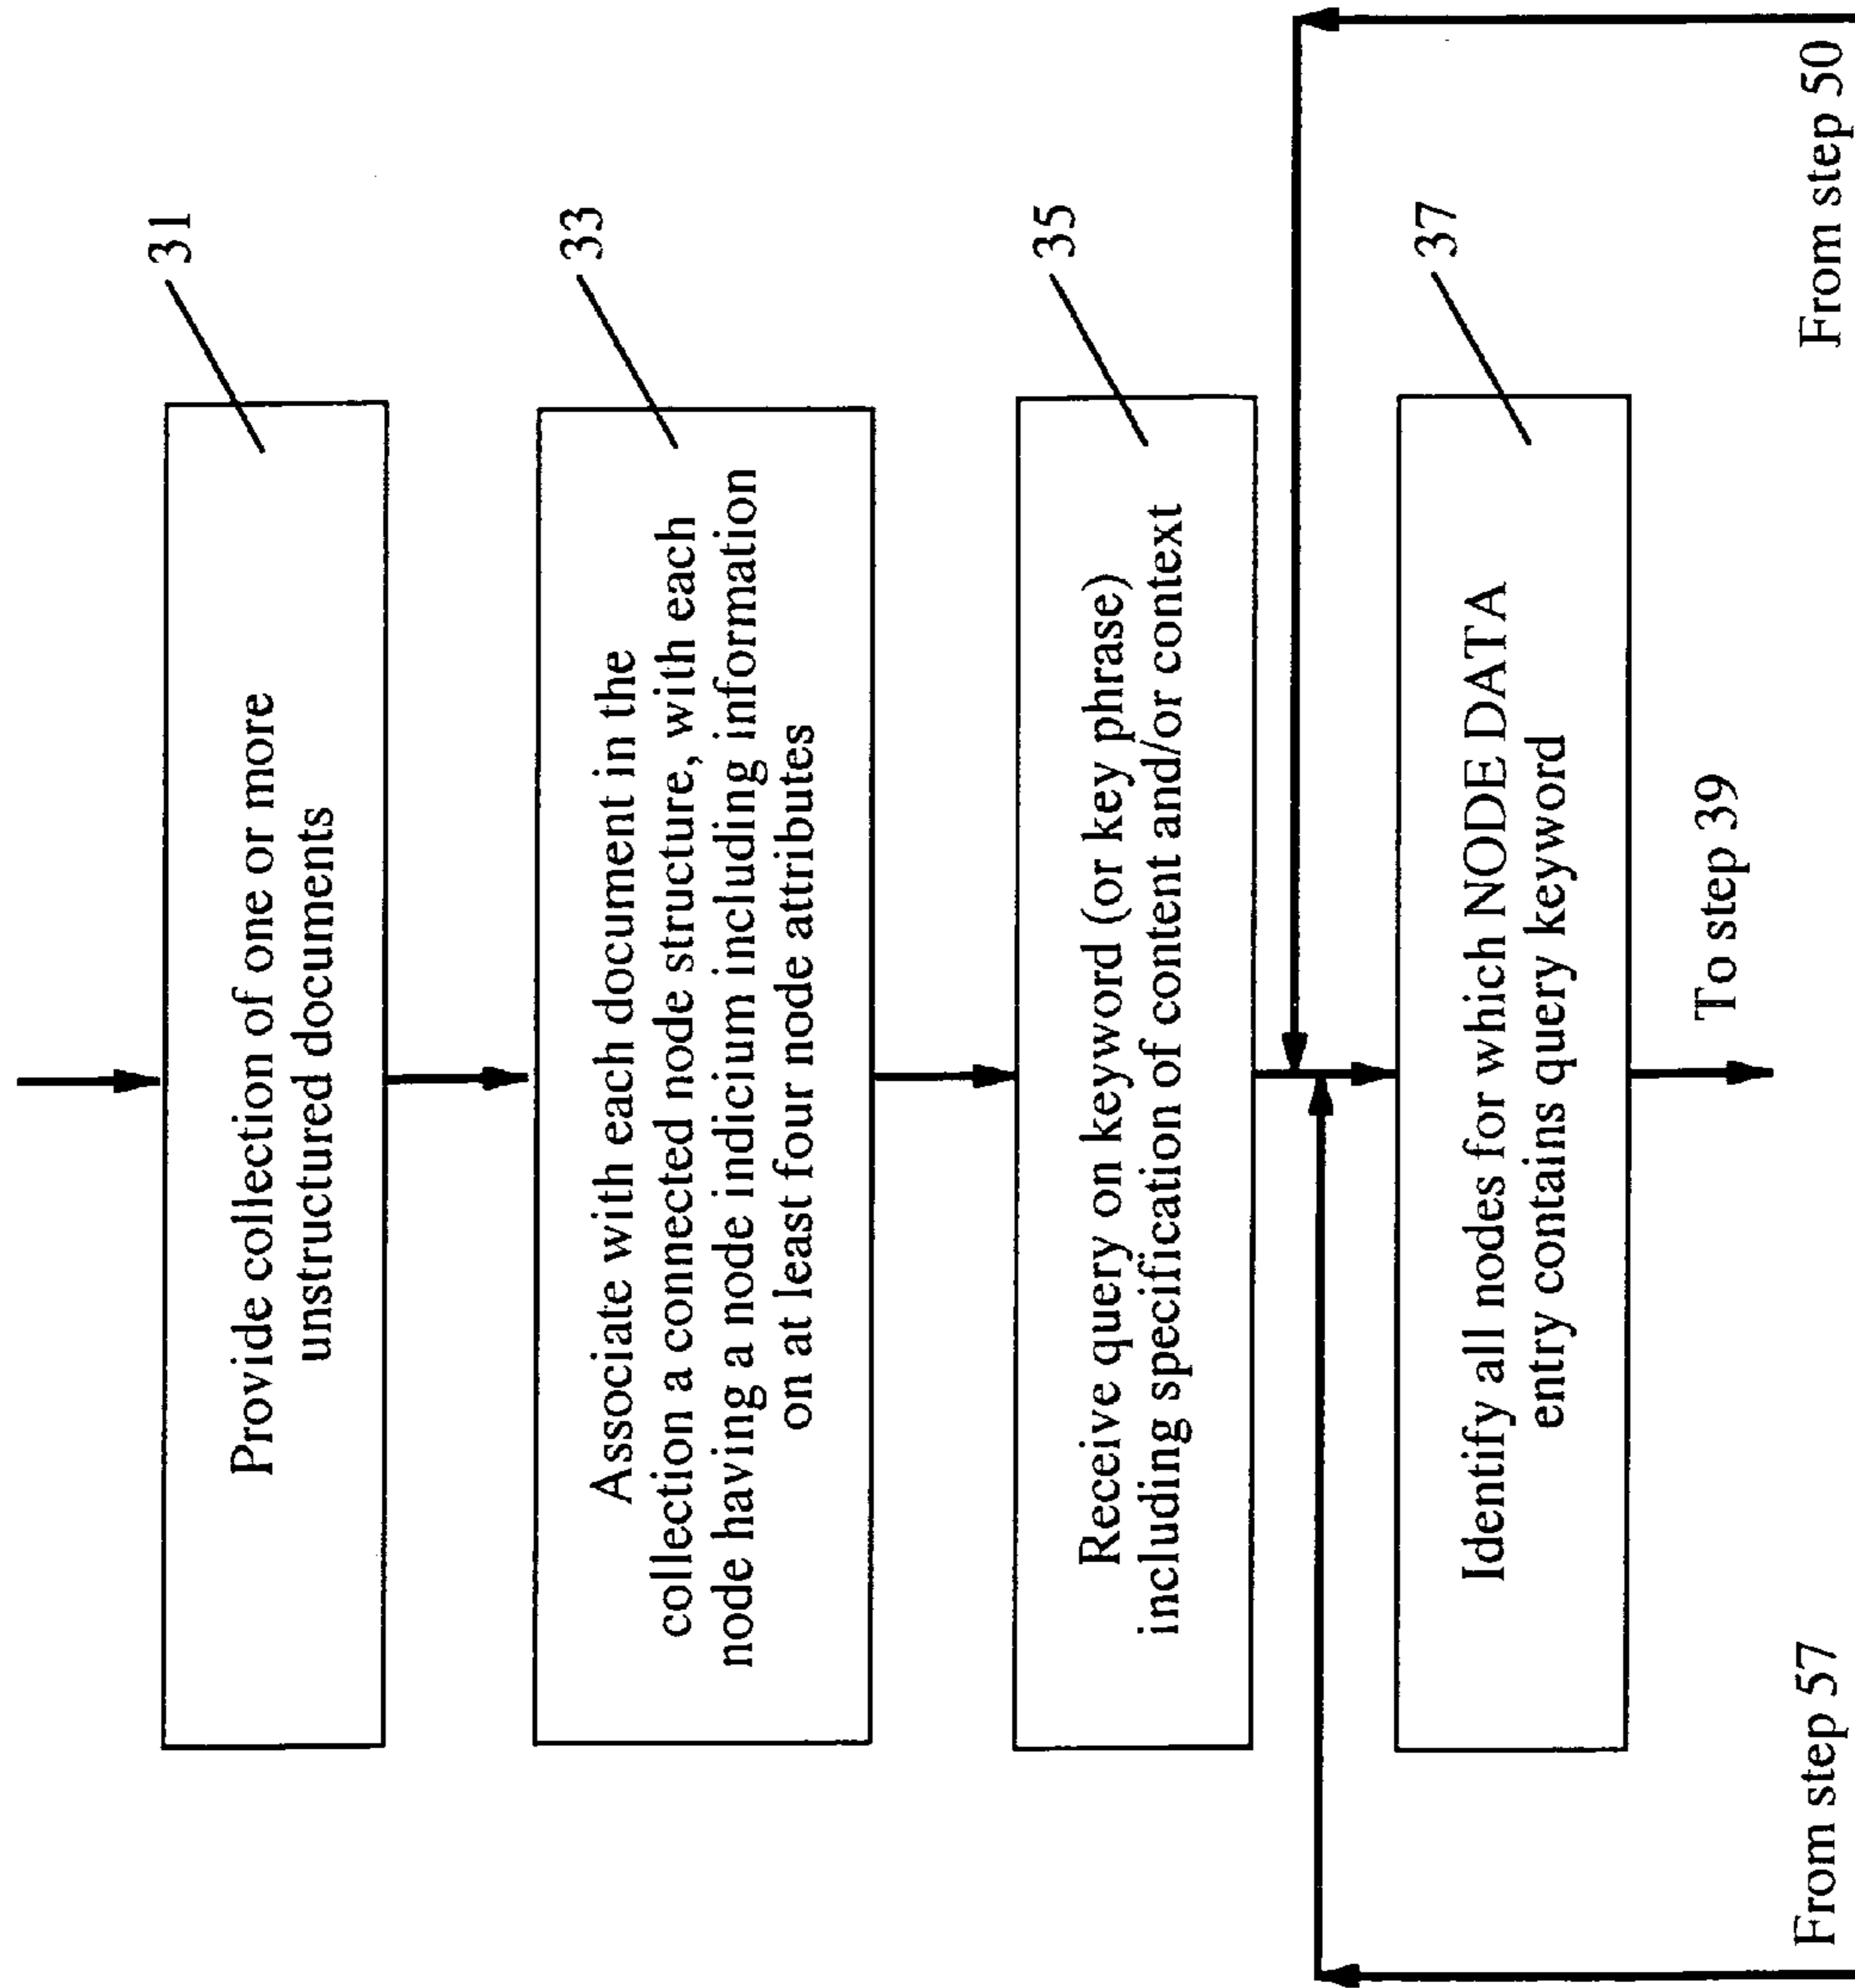 31
Provide collection of one or more
unstructured documents
33
Associate with each document in the
collection a connected node structure, with each
node having a node indicium including information
on at least four node attributes
35
Receive query on keyword (or key phrase)
including specification of content and/or context
37
Identify all nodes for which NODE DATA
entry contains query keyword
To step 39
From step 57
From step 50